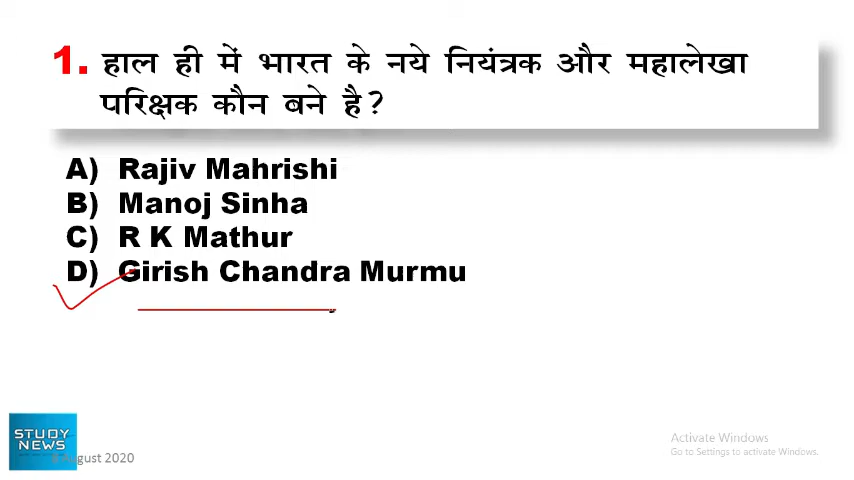 1. हाल ही में भारत के नये नियंत्रक और महालेखा
परिक्षक कौन बने है?
A) Rajiv Mahrishi
B) Manoj Sinha
C) R K Mathur
D) Girish Chandra Murmu
STUDY
NEWS
August 2020
Activate Windows
Go to Settings to activate Windows.